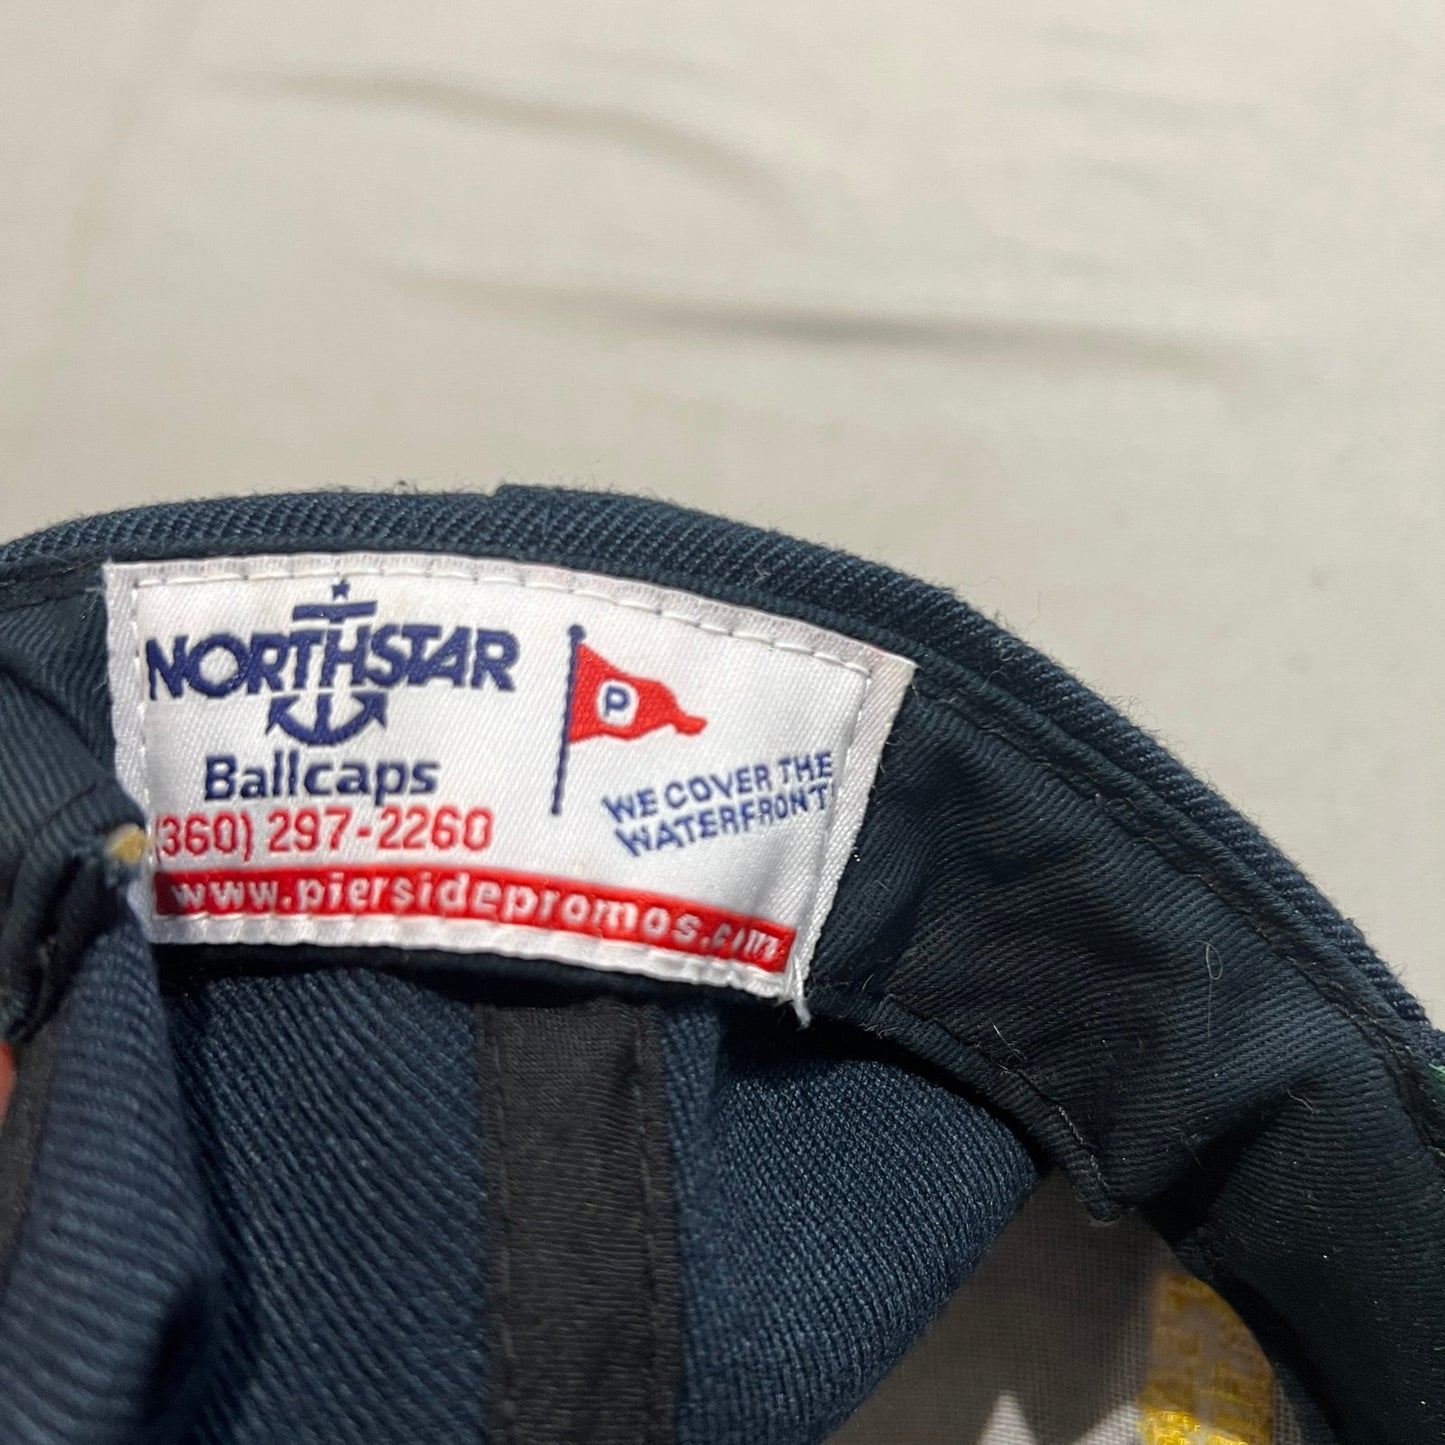 NORTHSTAR
Ballcaps
(360) 297-2260
P
WE COVER THE
WATERFRONT
www.piersidepromos.com